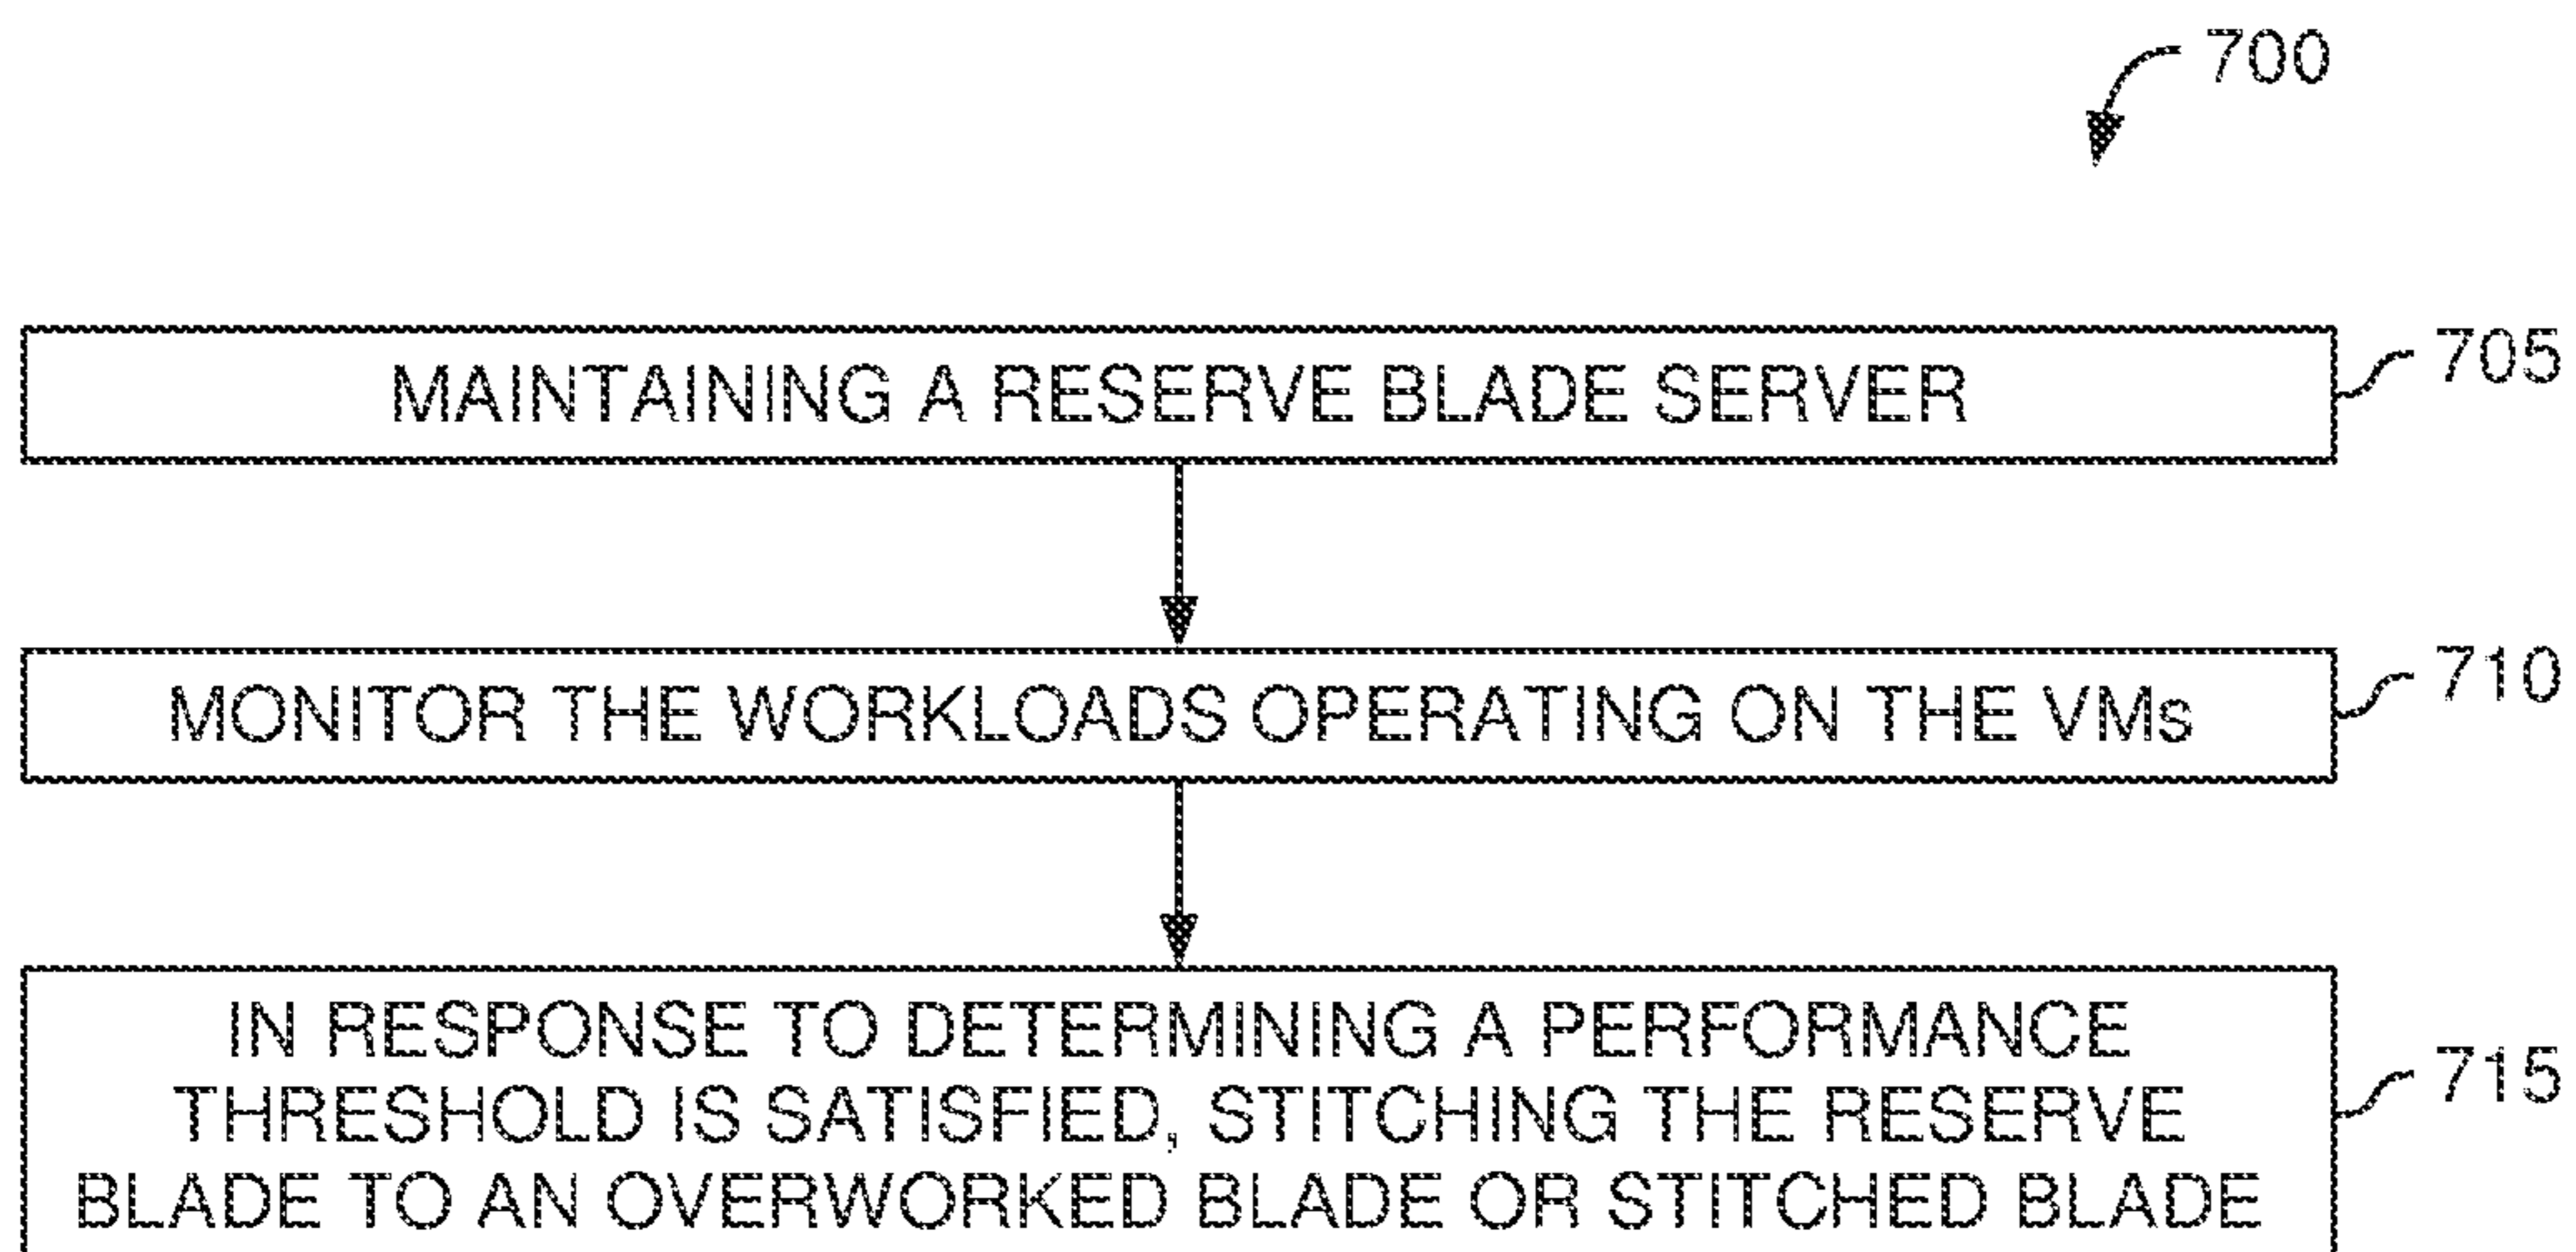 700
MAINTAINING A RESERVE BLADE SERVER
705
MONITOR THE WORKLOADS OPERATING ON THE VMs
710
IN RESPONSE TO DETERMINING A PERFORMANCE
THRESHOLD IS SATISFIED, STITCHING THE RESERVE
BLADE TO AN OVERWORKED BLADE OR STITCHED BLADE
715